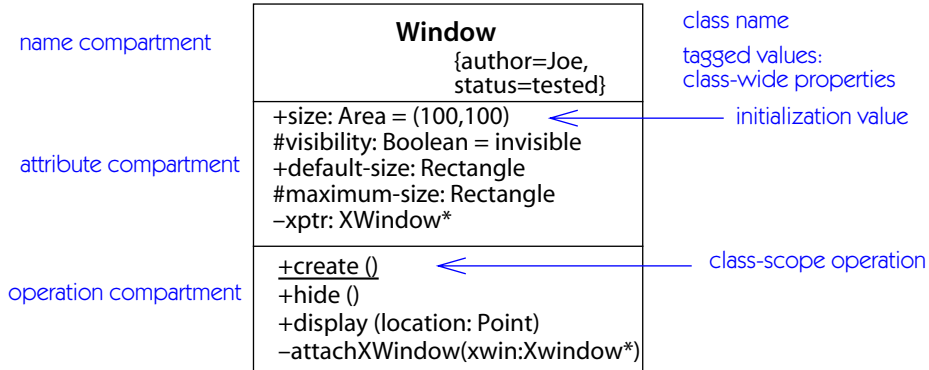 name compartment
Window
{author=Joe,
status=tested}
class name
tagged values:
class-wide properties
attribute compartment
+size: Area = (100,100)
#visibility: Boolean = invisible
+default-size: Rectangle
#maximum-size: Rectangle
–xptr: XWindow*
initialization value
operation compartment
+create ()
+hide ()
+display (location: Point)
–attachXWindow(xwin:Xwindow*)
class-scope operation